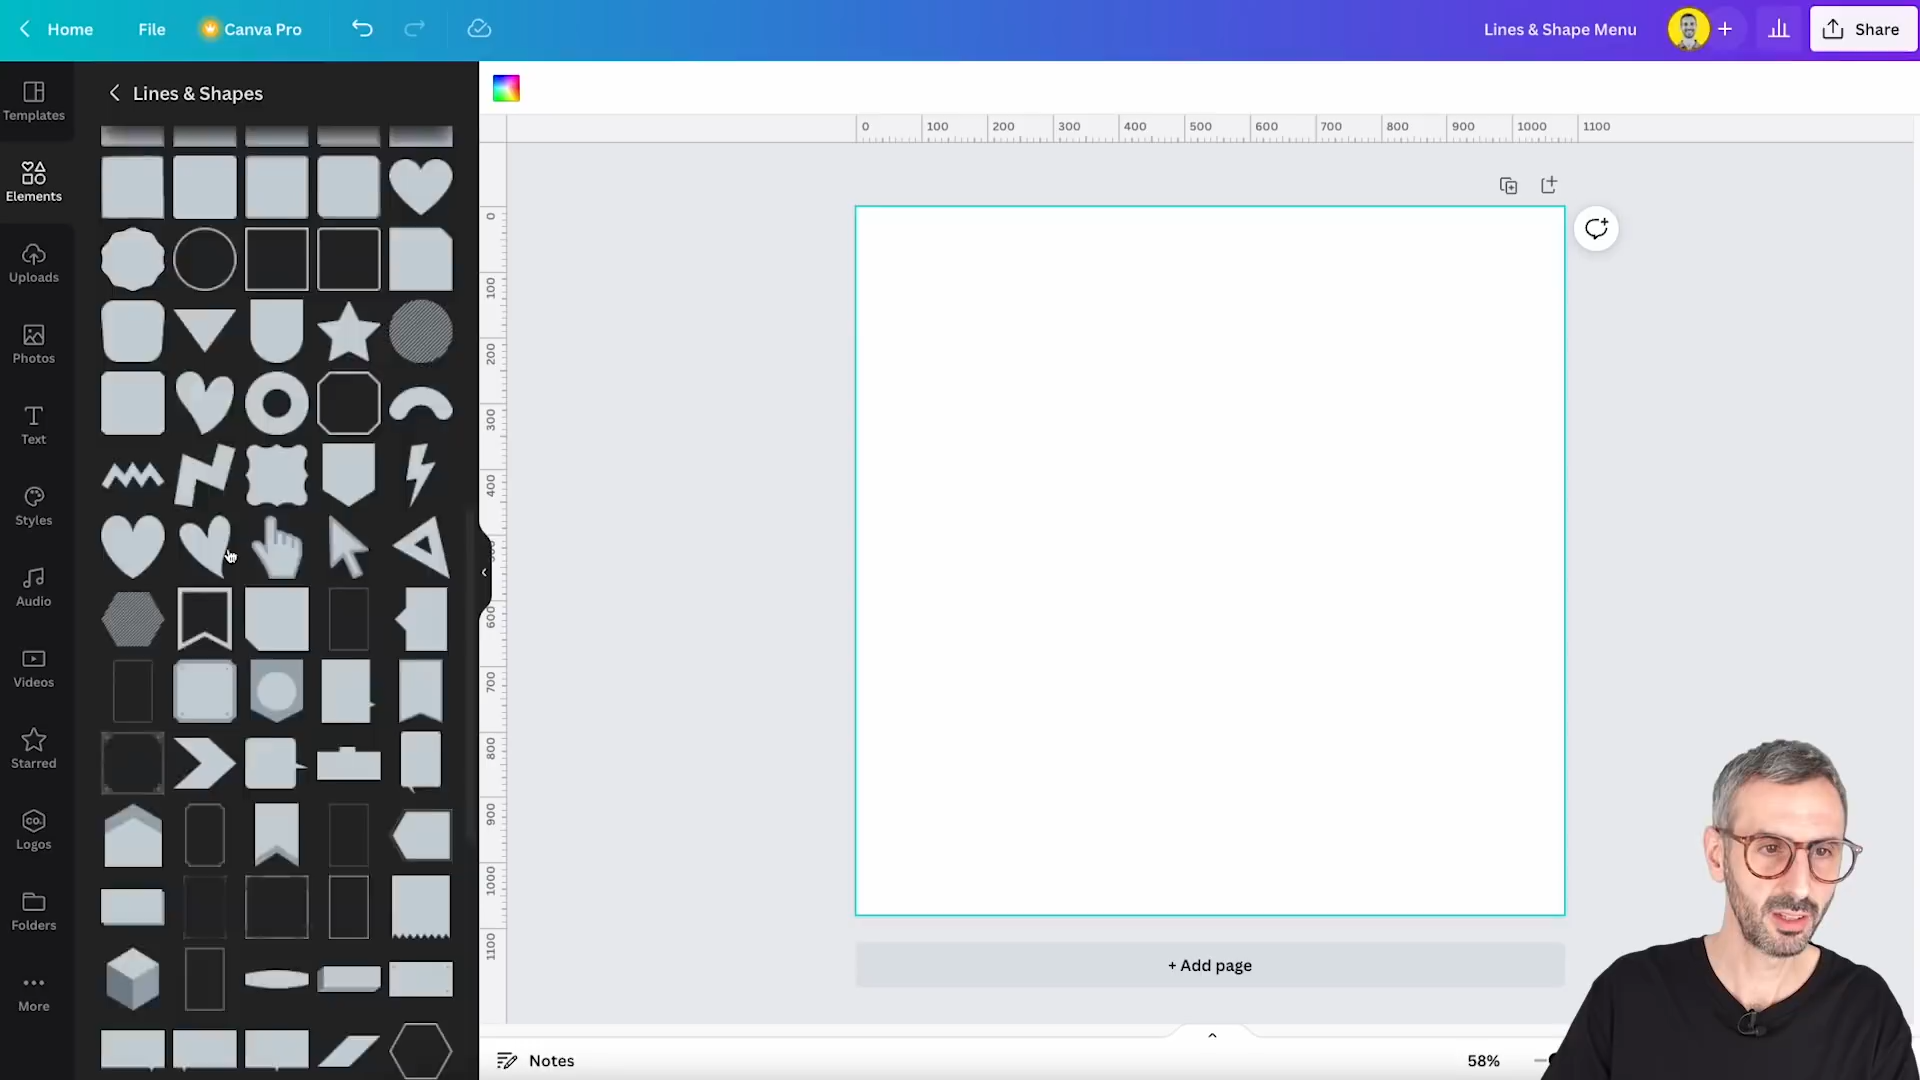 Home
File
Canva Pro
Lines & Shape Menu
Share
Templates
Elements
Uploads
Photos
Text
Styles
Audio
Videos
Starred
CO.
Logos
Folders
More
Lines & Shapes
0 100 200 300 400 500 600 700 800 900 1000 1100
0
100
200
300
400
600
700
800
900
1000
1100
+ Add page
Notes
58%